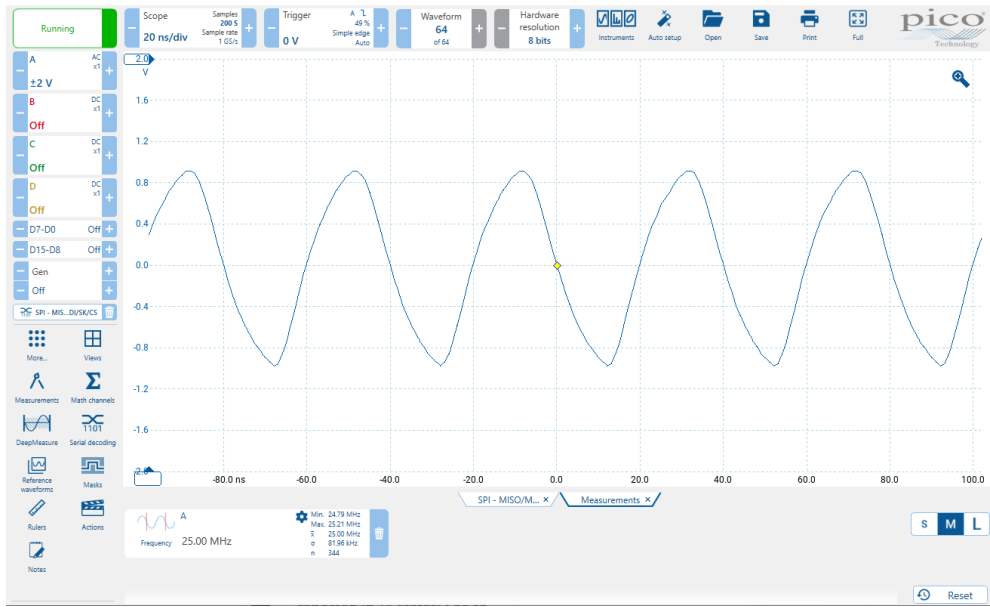 Running
Scope
20 ns/div
Samples
200 S
Sample rate
1 GS/s
Trigger
0 V
A
49 %
Simple edge
Auto
Waveform
64
of 64
Hardware
resolution
8 bits
Instruments
Auto setup
Open
Save
Print
Full
pico
Technology
A
AC
x1
±2 V
B
DC
x1
Off
C
DC
x1
Off
D
DC
x1
Off
D7-D0 Off
D15-D8 Off
Gen
Off
SPI - MIS...DI/SK/CS
More...
Views
Measurements
Math channels
DeepMeasure
Serial decoding
Reference
waveforms
Masks
Rulers
Actions
Notes
2.0
V
1.6
1.2
0.8
0.4
0.0
-0.4
-0.8
-1.2
-1.6
-2.0
-80.0 ns
-60.0
-40.0
-20.0
0.0
20.0
40.0
60.0
80.0
100.0
SPI - MISO/M... ×
Measurements ×
A
Frequency 25.00 MHz
Min. 24.79 MHz
Max. 25.21 MHz
x̄ 25.00 MHz
σ 81.96 kHz
n 344
S M L
Reset